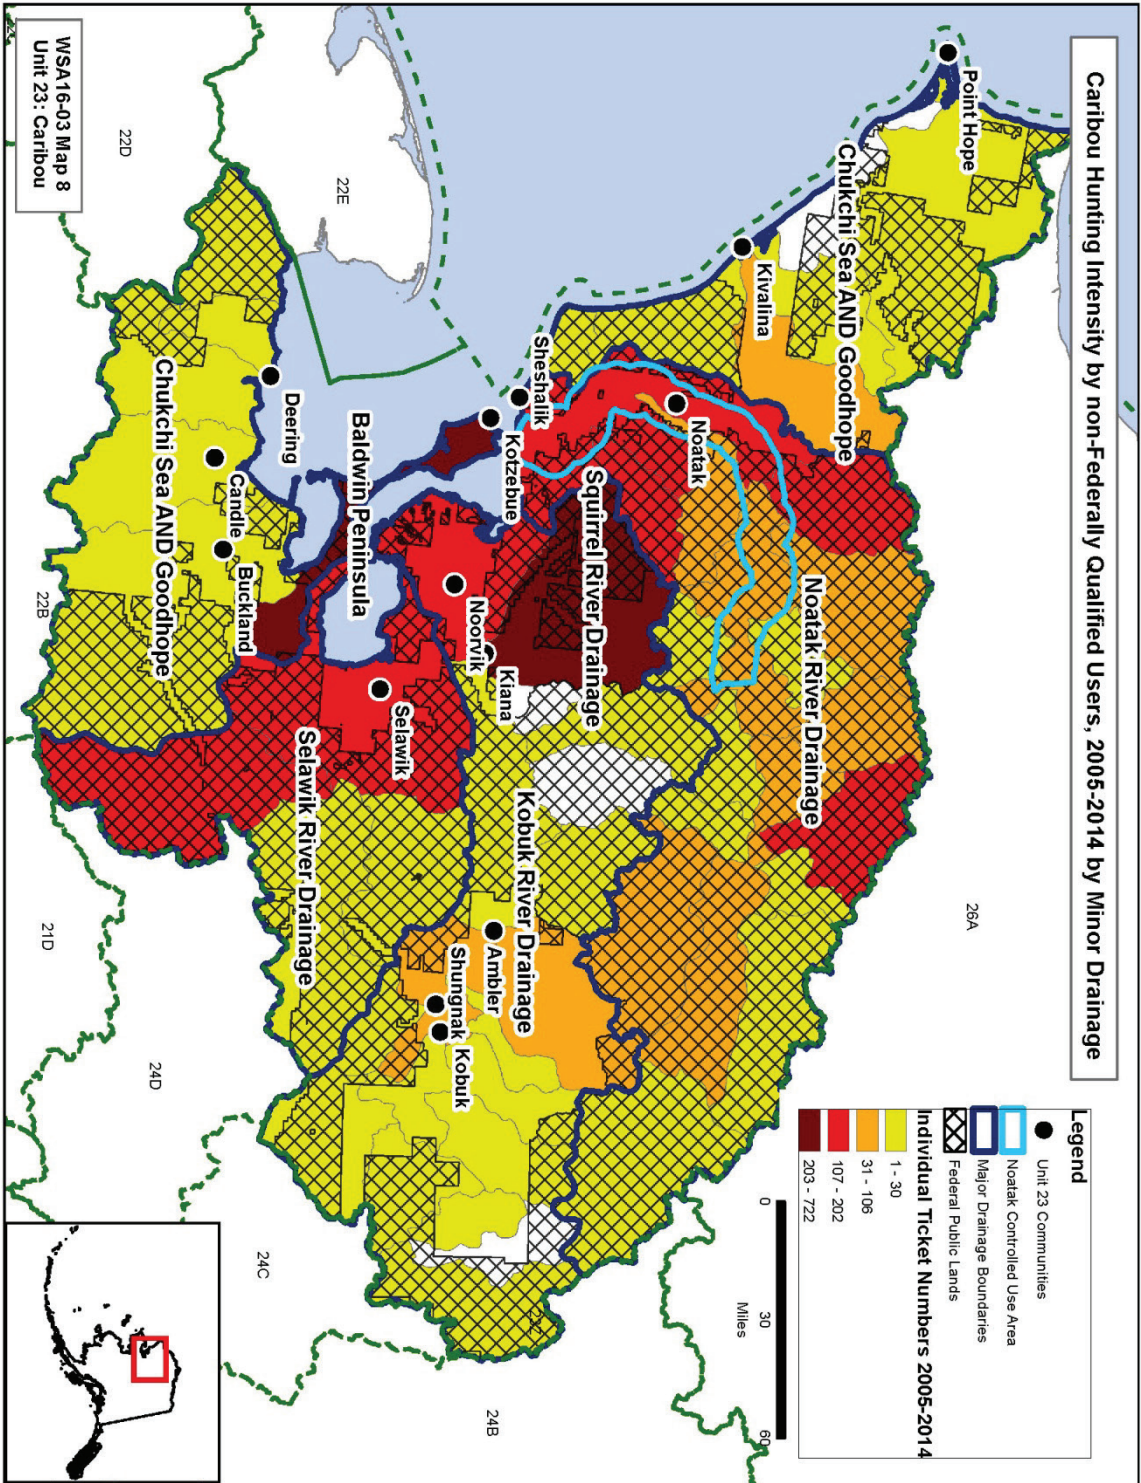 Caribou Hunting Intensity by non-Federally Qualified Users, 2005-2014 by Minor Drainage
Point Hope
Chukchi Sea AND Goodhope
Kivalina
Noatak
Noatak River Drainage
Sheshalik
Kotzebue
Squirrel River Drainage
Noorvik
Kiana
Kobuk River Drainage
Ambler
Shungnak
Kobuk
Baldwin Peninsula
Selawik
Selawik River Drainage
Deering
Candle
Buckland
Chukchi Sea AND Goodhope
26A
22E
22D
22B
21D
24D
24C
24B
Legend
Unit 23 Communities
Noatak Controlled Use Area
Major Drainage Boundaries
Federal Public Lands
Individual Ticket Numbers 2005-2014
1 - 30
31 - 106
107 - 202
203 - 722
0 30 60
Miles
WSA16-03 Map 8
Unit 23: Caribou